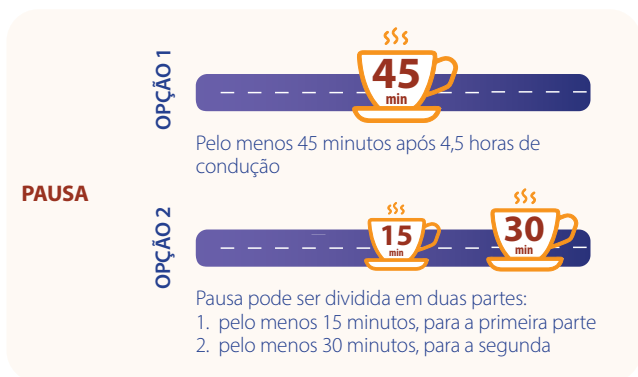 PAUSA
OPÇÃO 1
45
min
Pelo menos 45 minutos após 4,5 horas de
condução
OPÇÃO 2
15
min
30
min
Pausa pode ser dividida em duas partes:
1. pelo menos 15 minutos, para a primeira parte
2. pelo menos 30 minutos, para a segunda